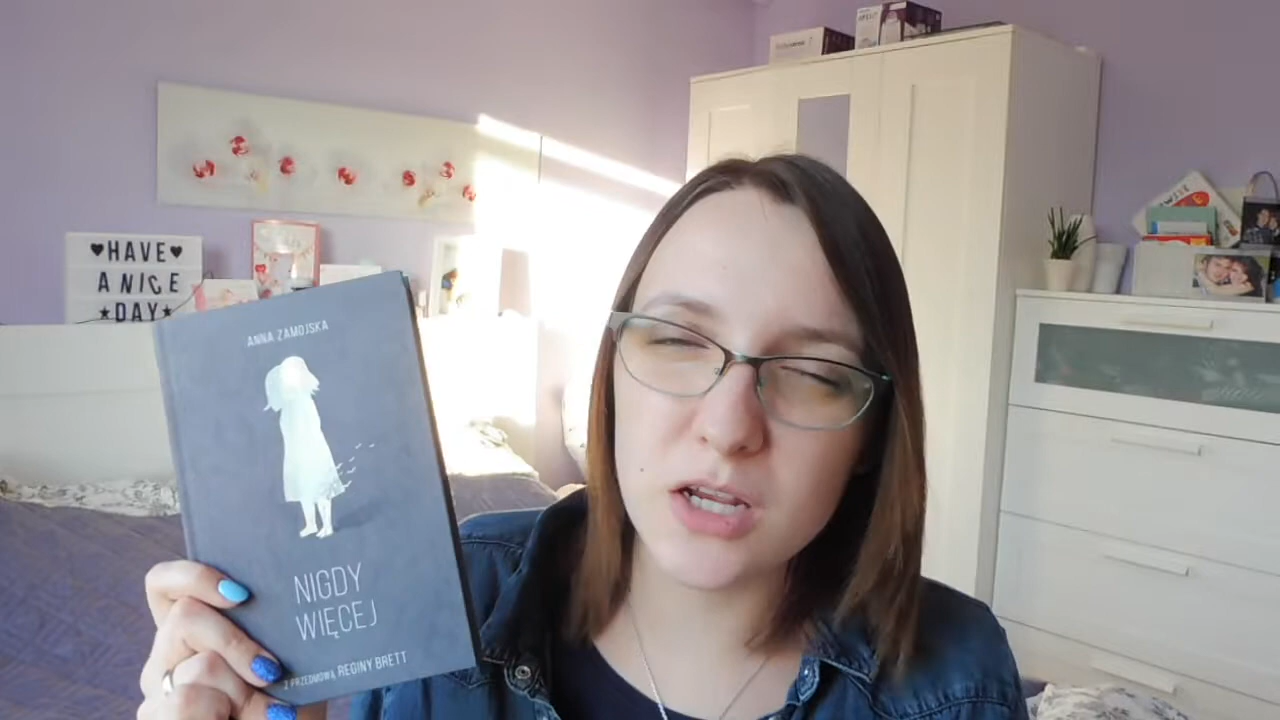 ♥HAVE♥
A NICE
★DAY★
ANNA ZAMOJSKA
NIGDY
WIĘCEJ
Z PRZEDMOWĄ REGINY BRETT